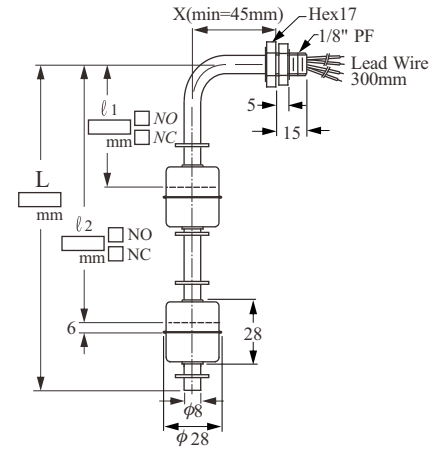 X(min=45mm)
Hex17
1/8" PF
Lead Wire
300mm
5
15
ℓ1
NO
NC
mm
L
mm
ℓ2
NO
NC
mm
6
28
ϕ8
ϕ28